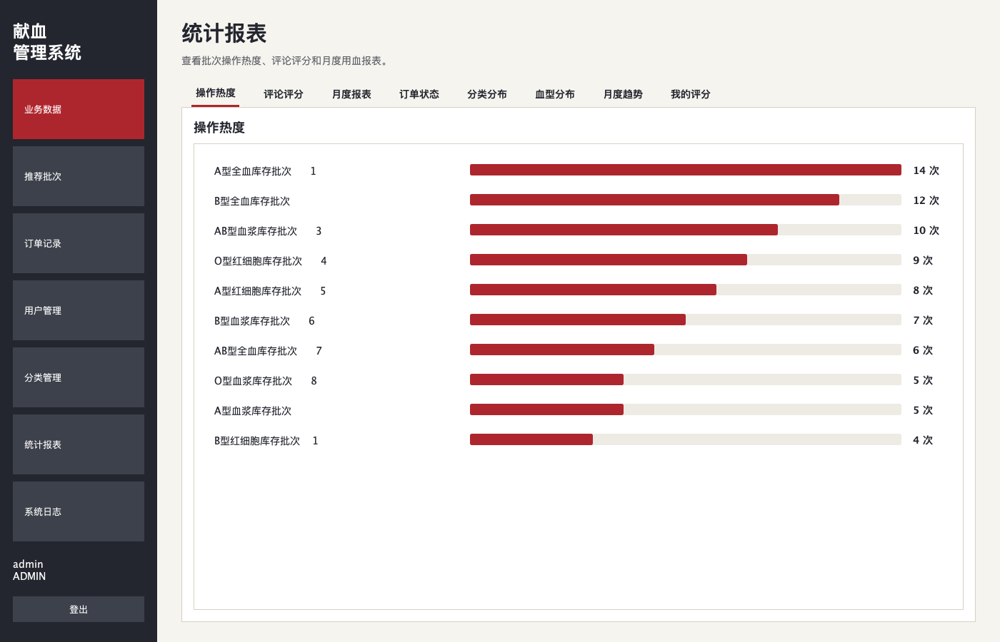 献血
管理系统
业务数据
推荐批次
订单记录
用户管理
分类管理
统计报表
系统日志
admin
ADMIN
登出
统计报表
查看批次操作热度、评论评分和月度用血报表。
操作热度 评论评分 月度报表 订单状态 分类分布 血型分布 月度趋势 我的评分
操作热度
A型全血库存批次 1 14 次
B型全血库存批次 12 次
AB型血浆库存批次 3 10 次
O型红细胞库存批次 4 9 次
A型红细胞库存批次 5 8 次
B型血浆库存批次 6 7 次
AB型全血库存批次 7 6 次
O型血浆库存批次 8 5 次
A型血浆库存批次 5 次
B型红细胞库存批次 1 4 次